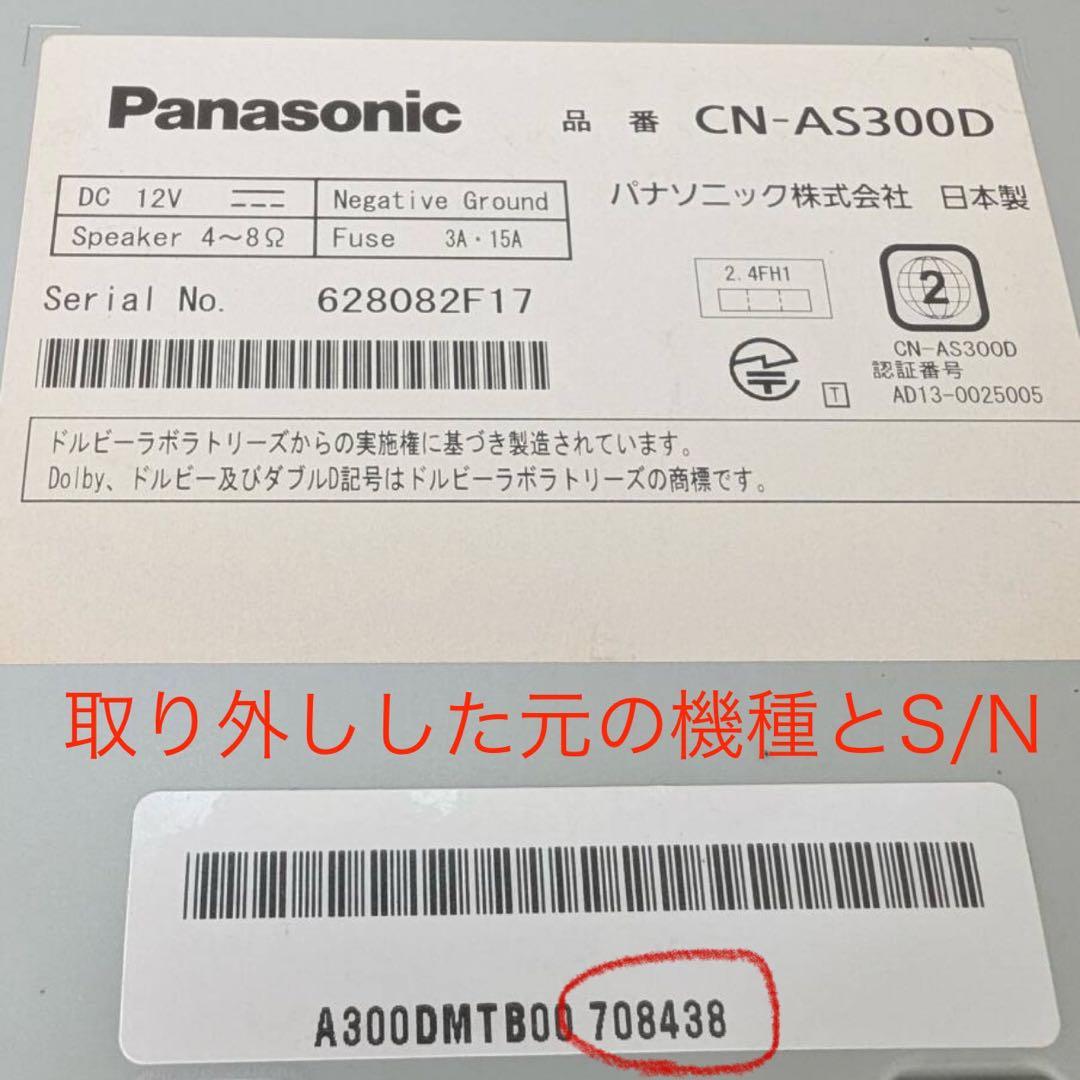 Panasonic 品番 CN-AS300D
DC 12V Negative Ground パナソニック株式会社 日本製
Speaker 4～8Ω Fuse 3A・15A
2.4FH1
2
Serial No. 628082F17
CN-AS300D
認証番号
T AD13-0025005
ドルビーラボラトリーズからの実施権に基づき製造されています。
Dolby、ドルビー及びダブルD記号はドルビーラボラトリーズの商標です。
取り外しした元の機種とS/N
A300DMTB00 708438